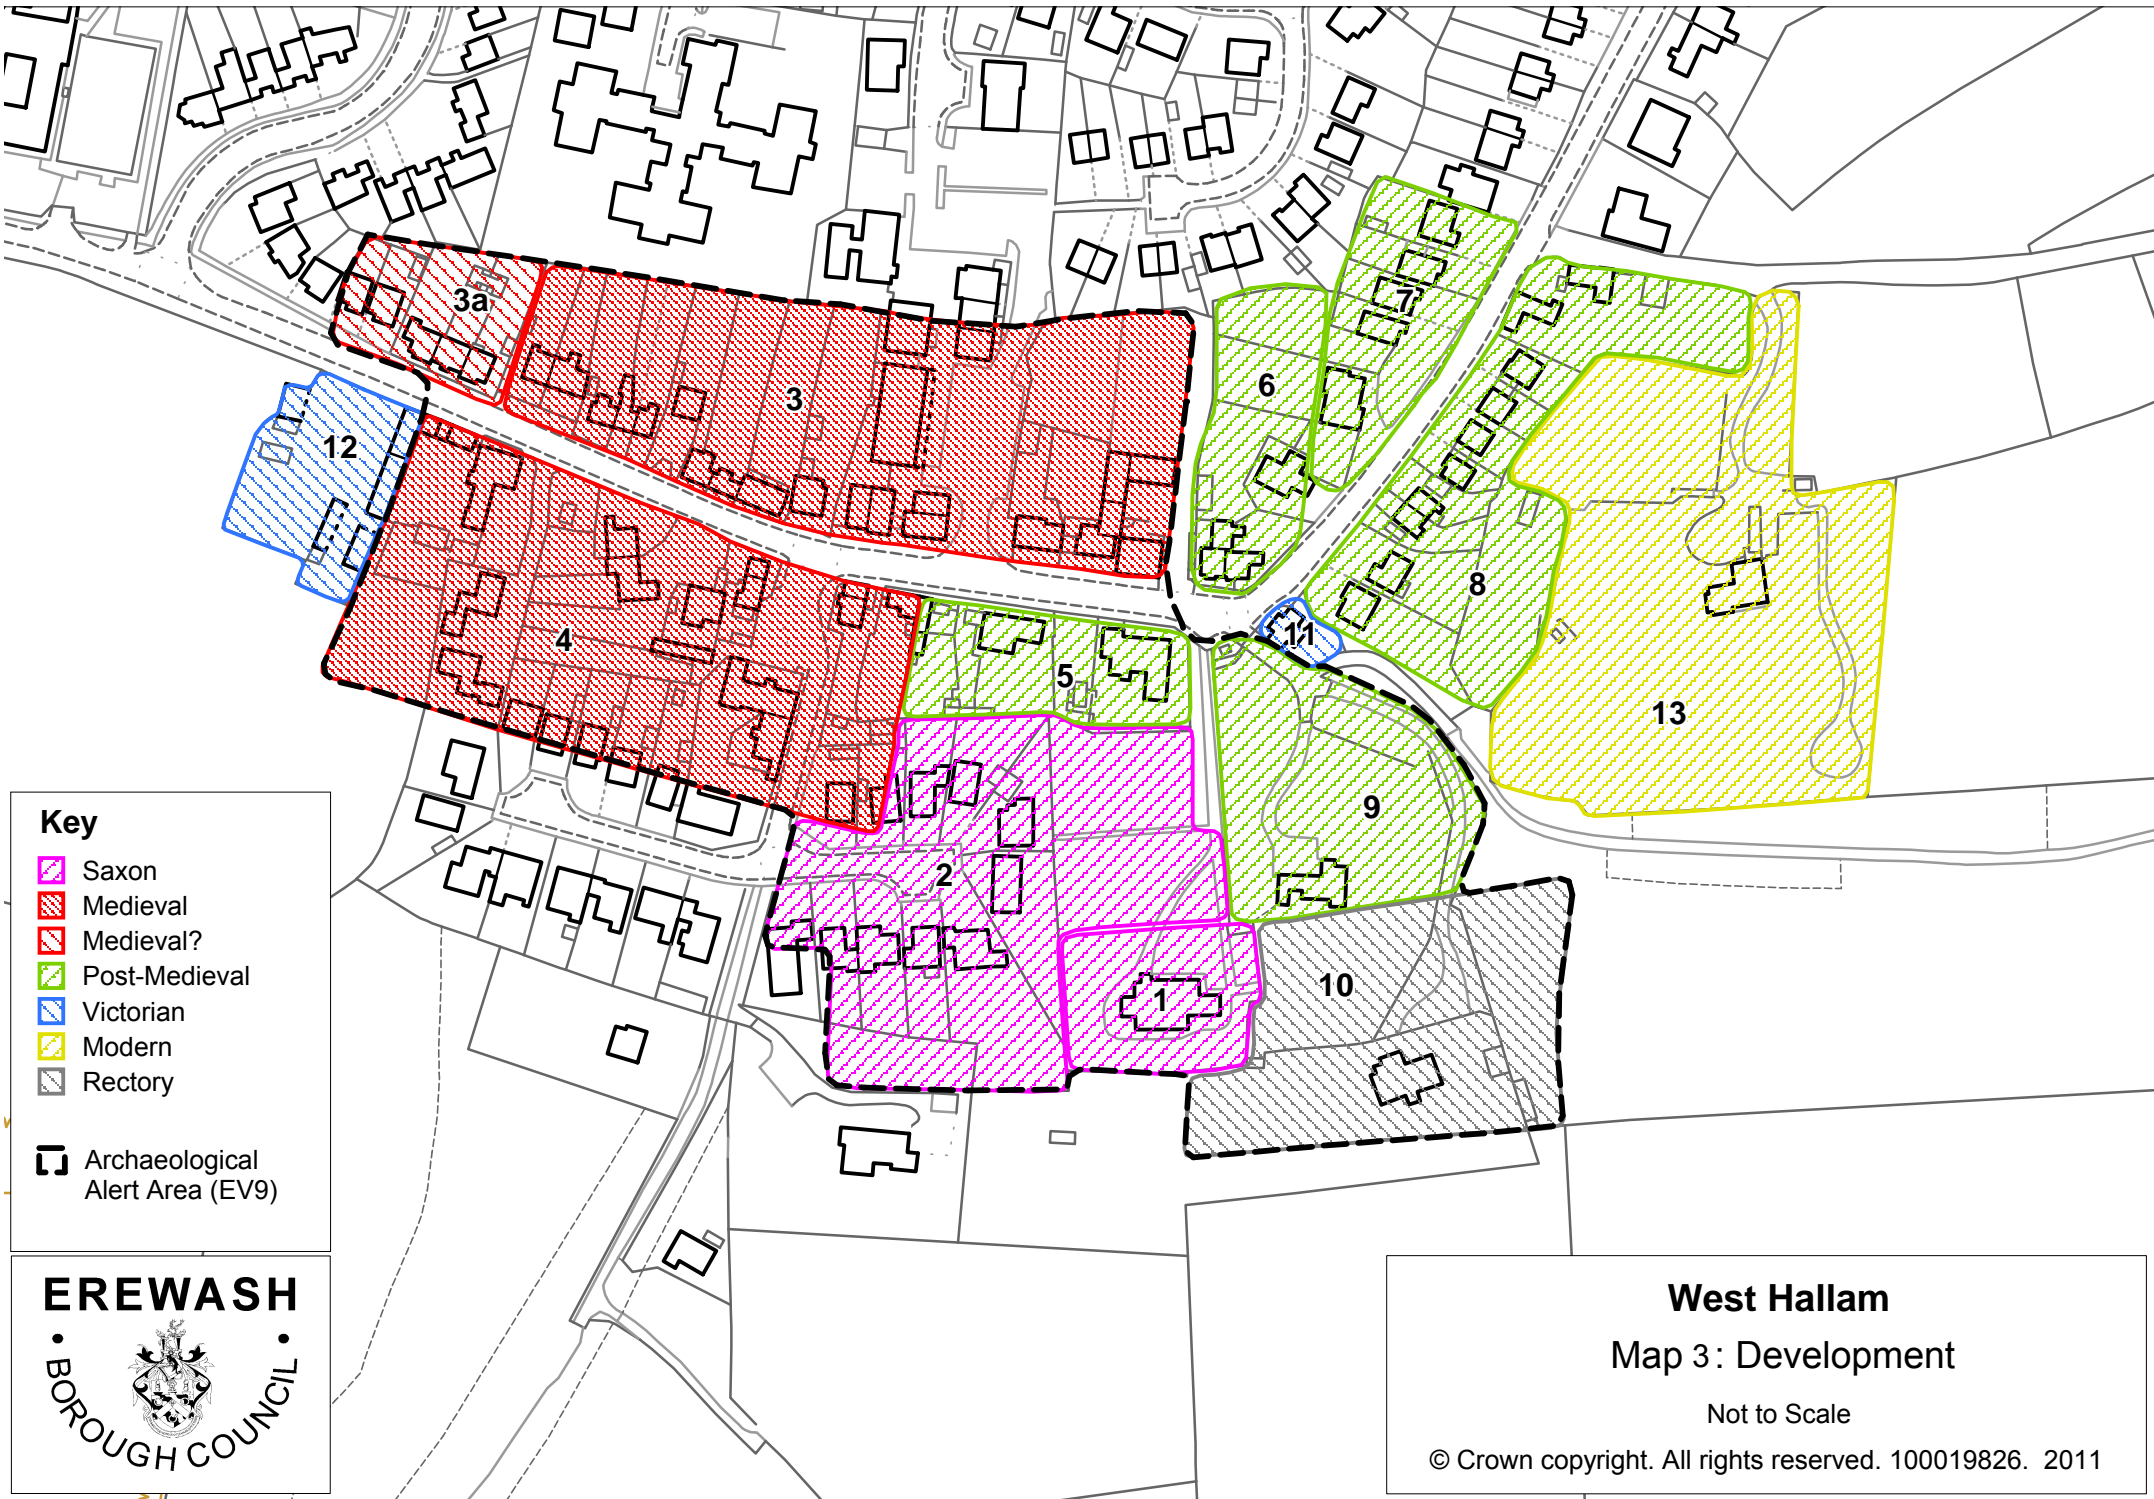 3a
7
6
3
12
8
4
11
5
13
9
2
1
10
Key
Saxon
Medieval
Medieval?
Post-Medieval
Victorian
Modern
Rectory
Archaeological
Alert Area (EV9)
EREWASH
• BOROUGH COUNCIL •
West Hallam
Map 3 : Development
Not to Scale
© Crown copyright. All rights reserved. 100019826. 2011